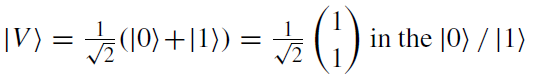 |V⟩ = 1/√2 (|0⟩+|1⟩) = 1/√2 (1 1) in the |0⟩ / |1⟩